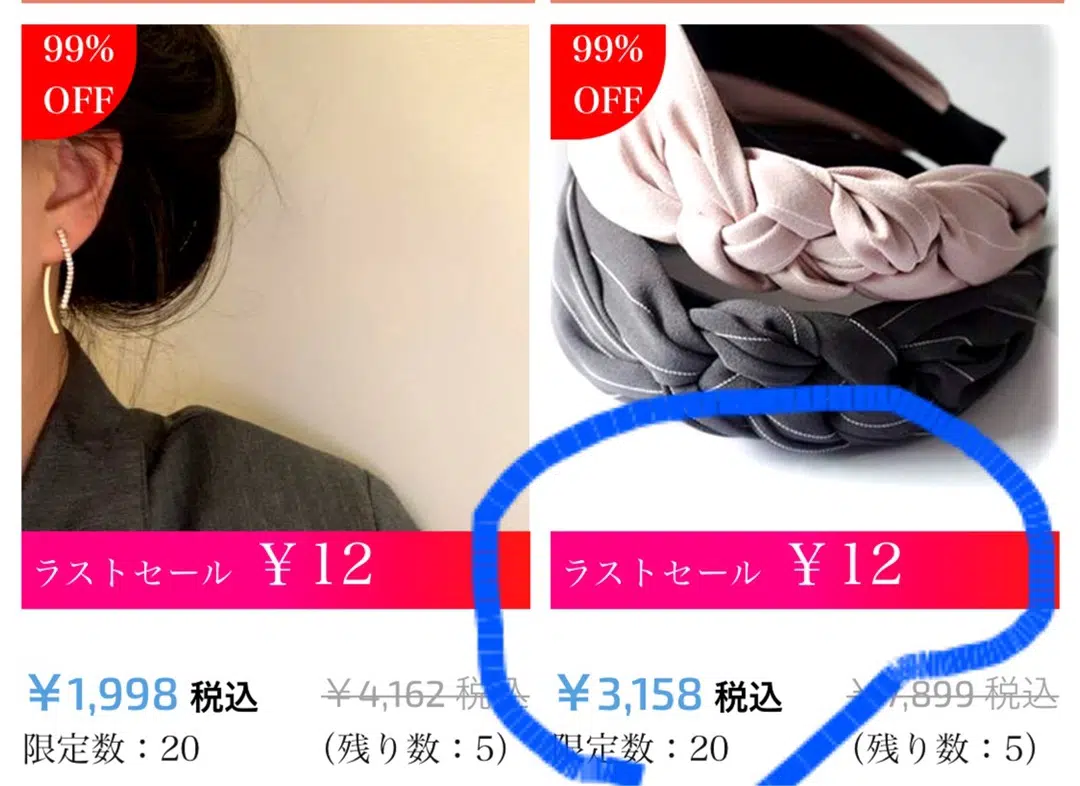 99%
OFF
99%
OFF
ラストセール ￥12
ラストセール ￥12
￥1,998 税込 ￥4,162 税込
￥3,158 税込 ￥7,899 税込
限定数：20 (残り数：5)
限定数：20 (残り数：5)